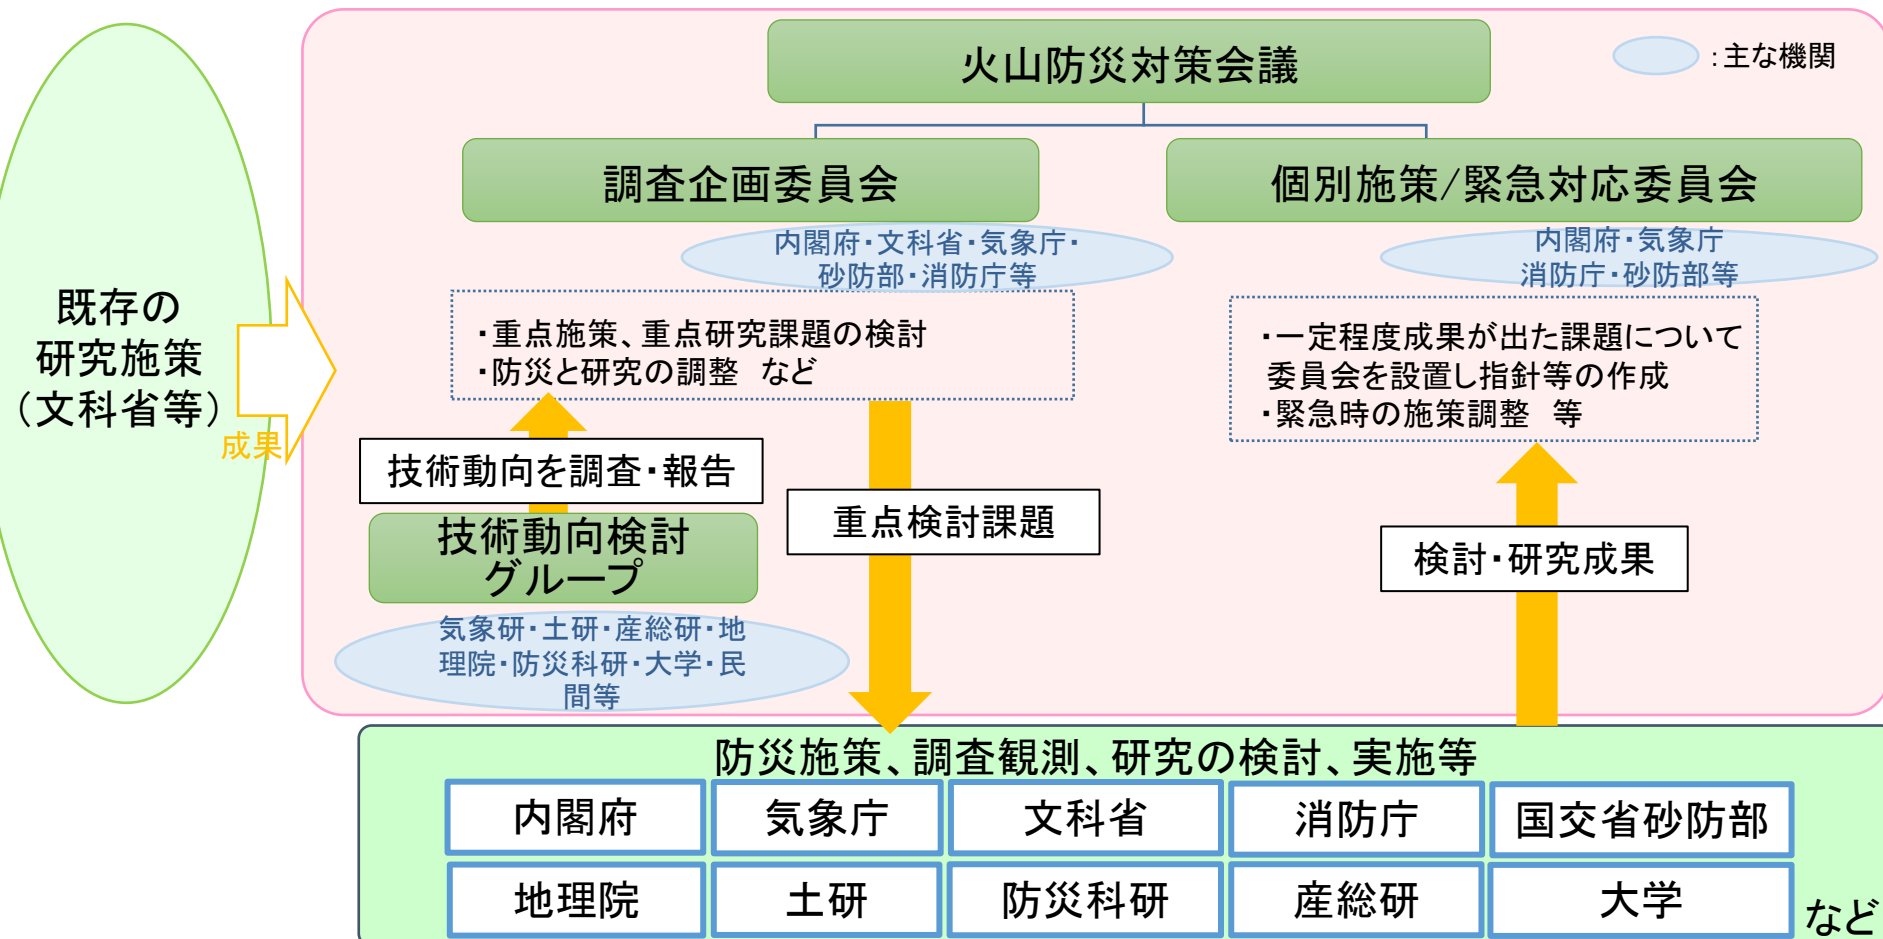 火山防災対策会議
：主な機関
調査企画委員会
個別施策/緊急対応委員会
内閣府・文科省・気象庁・
砂防部・消防庁等
内閣府・気象庁
消防庁・砂防部等
既存の
研究施策
（文科省等）
成果
・重点施策、重点研究課題の検討
・防災と研究の調整　など
・一定程度成果が出た課題について
委員会を設置し指針等の作成
・緊急時の施策調整　等
技術動向を調査・報告
重点検討課題
検討・研究成果
技術動向検討
グループ
気象研・土研・産総研・地
理院・防災科研・大学・民
間等
防災施策、調査観測、研究の検討、実施等
内閣府
気象庁
文科省
消防庁
国交省砂防部
地理院
土研
防災科研
産総研
大学
など